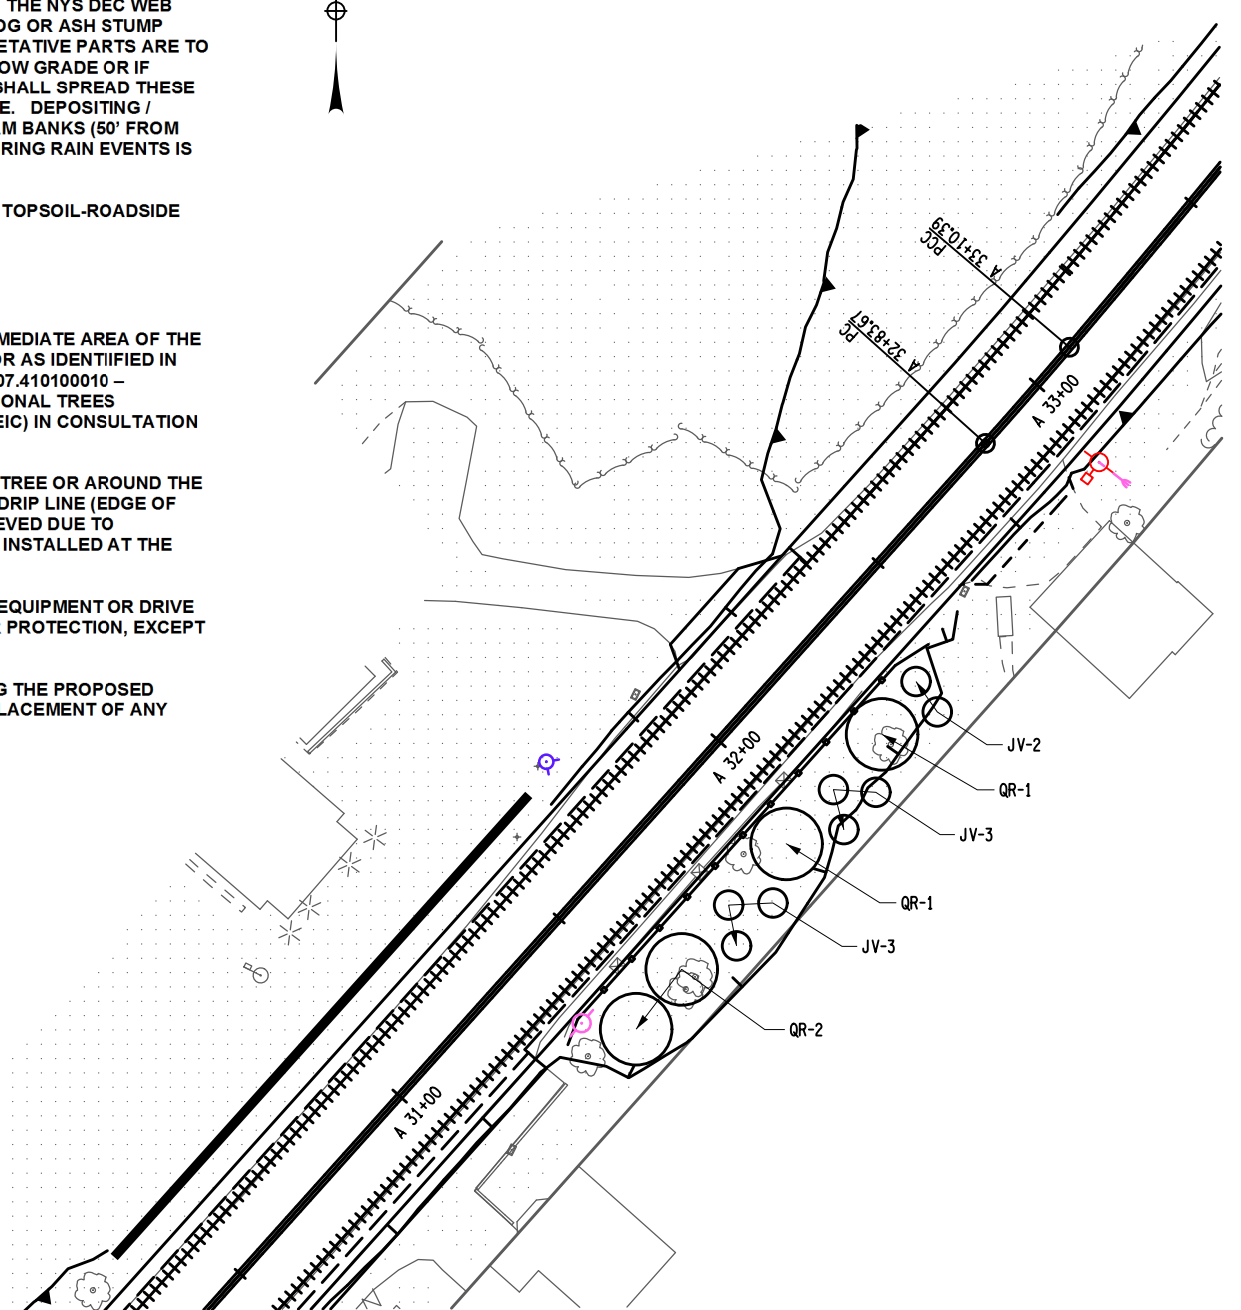 THE NYS DEC WEB
OG OR ASH STUMP
ETATIVE PARTS ARE TO
OW GRADE OR IF
SHALL SPREAD THESE
E. DEPOSITING /
AM BANKS (50’ FROM
RING RAIN EVENTS IS
TOPSOIL-ROADSIDE
MEDIATE AREA OF THE
OR AS IDENTIFIED IN
07.410100010 –
ONAL TREES
EIC) IN CONSULTATION
TREE OR AROUND THE
DRIP LINE (EDGE OF
EVED DUE TO
INSTALLED AT THE
EQUIPMENT OR DRIVE
R PROTECTION, EXCEPT
G THE PROPOSED
LACEMENT OF ANY
A 33+10.39
PCC
A 32+83.67
PC
A 33+00
A 32+00
A 31+00
JV-2
QR-1
JV-3
QR-1
JV-3
QR-2